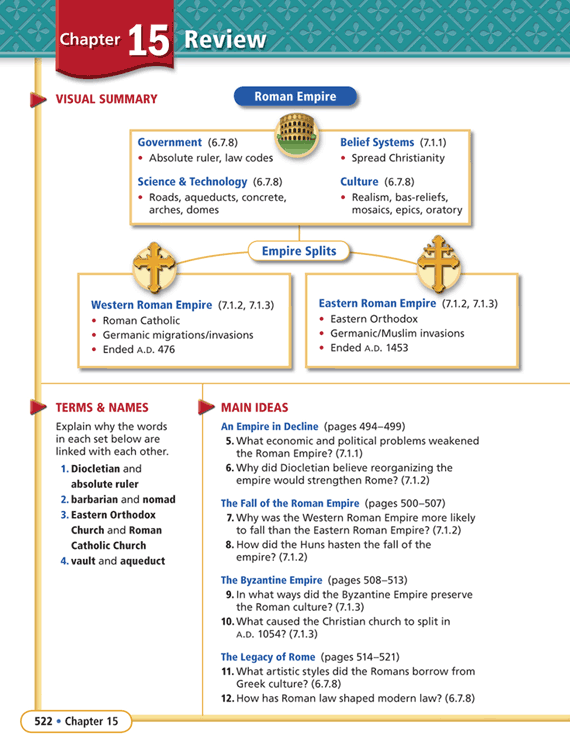 Chapter 15 Review
VISUAL SUMMARY
Roman Empire
Government (6.7.8)
• Absolute ruler, law codes
Belief Systems (7.1.1)
• Spread Christianity
Science & Technology (6.7.8)
• Roads, aqueducts, concrete,
arches, domes
Culture (6.7.8)
• Realism, bas-reliefs,
mosaics, epics, oratory
Empire Splits
Western Roman Empire (7.1.2, 7.1.3)
• Roman Catholic
• Germanic migrations/invasions
• Ended A.D. 476
Eastern Roman Empire (7.1.2, 7.1.3)
• Eastern Orthodox
• Germanic/Muslim invasions
• Ended A.D. 1453
TERMS & NAMES
Explain why the words
in each set below are
linked with each other.
1. Diocletian and
absolute ruler
2. barbarian and nomad
3. Eastern Orthodox
Church and Roman
Catholic Church
4. vault and aqueduct
MAIN IDEAS
An Empire in Decline (pages 494–499)
5. What economic and political problems weakened
the Roman Empire? (7.1.1)
6. Why did Diocletian believe reorganizing the
empire would strengthen Rome? (7.1.2)
The Fall of the Roman Empire (pages 500–507)
7. Why was the Western Roman Empire more likely
to fall than the Eastern Roman Empire? (7.1.2)
8. How did the Huns hasten the fall of the
empire? (7.1.2)
The Byzantine Empire (pages 508–513)
9. In what ways did the Byzantine Empire preserve
the Roman culture? (7.1.3)
10. What caused the Christian church to split in
A.D. 1054? (7.1.3)
The Legacy of Rome (pages 514–521)
11. What artistic styles did the Romans borrow from
Greek culture? (6.7.8)
12. How has Roman law shaped modern law? (6.7.8)
522 • Chapter 15